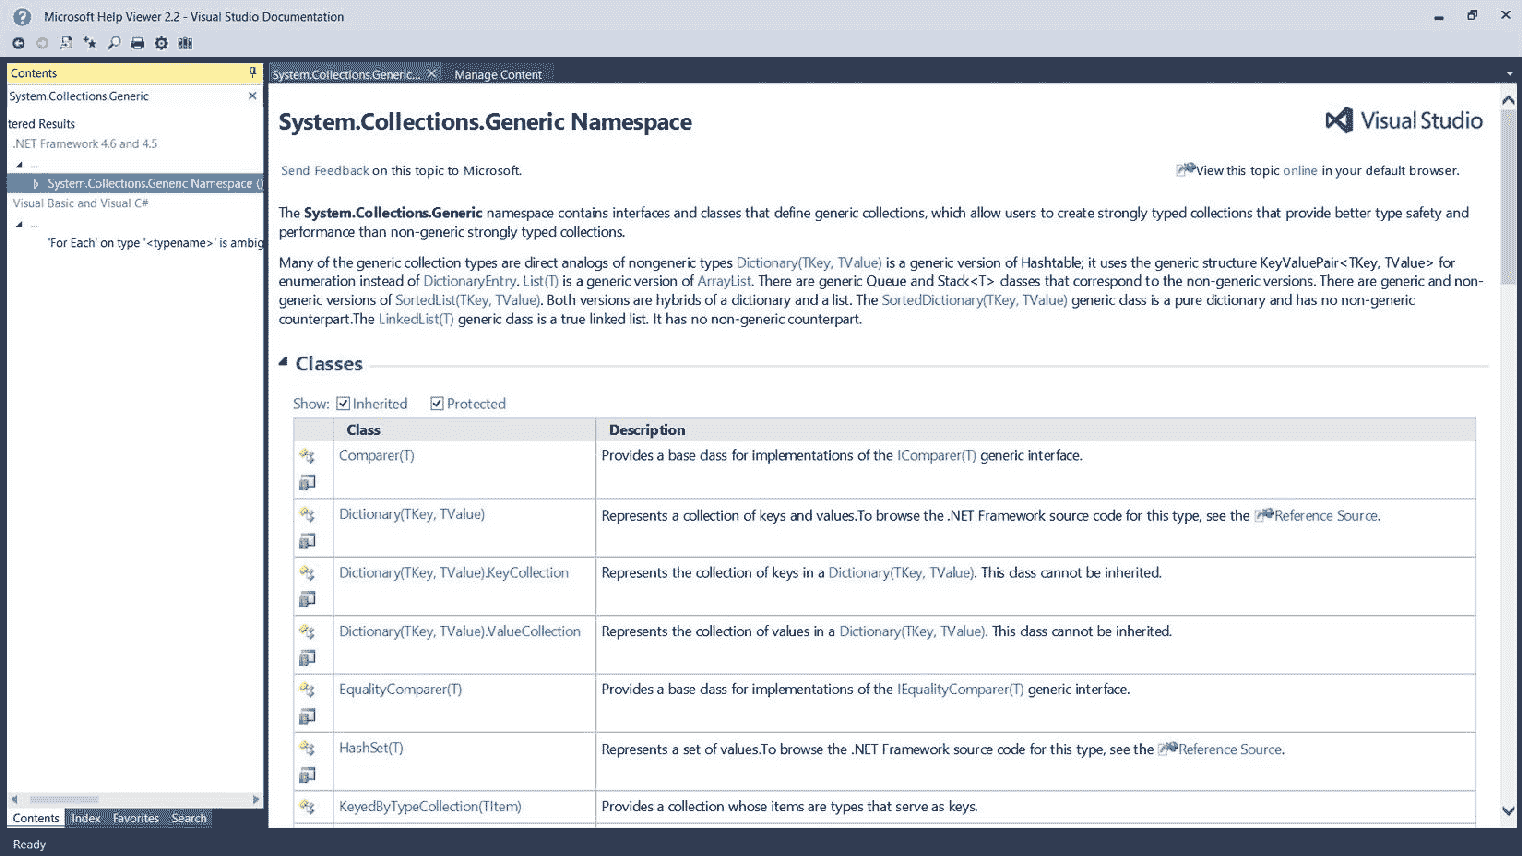 Microsoft Help Viewer 2.2 - Visual Studio Documentation
Contents
System.Collections.Generic
tered Results
.NET Framework 4.6 and 4.5
...
System.Collections.Generic Namespace ()
Visual Basic and Visual C#
...
'For Each' on type '<typename>' is ambig
Contents Index Favorites Search
Ready
System.Collections.Generic... Manage Content
System.Collections.Generic Namespace
Visual Studio
Send Feedback on this topic to Microsoft.
View this topic online in your default browser.
The System.Collections.Generic namespace contains interfaces and classes that define generic collections, which allow users to create strongly typed collections that provide better type safety and
performance than non-generic strongly typed collections.
Many of the generic collection types are direct analogs of nongeneric types Dictionary(TKey, TValue) is a generic version of Hashtable; it uses the generic structure KeyValuePair<TKey, TValue> for
enumeration instead of DictionaryEntry. List(T) is a generic version of ArrayList. There are generic Queue and Stack<T> classes that correspond to the non-generic versions. There are generic and non-
generic versions of SortedList(TKey, TValue). Both versions are hybrids of a dictionary and a list. The SortedDictionary(TKey, TValue) generic class is a pure dictionary and has no non-generic
counterpart.The LinkedList(T) generic class is a true linked list. It has no non-generic counterpart.
Classes
Show: Inherited Protected
Class Description
Comparer(T) Provides a base class for implementations of the IComparer(T) generic interface.
Dictionary(TKey, TValue) Represents a collection of keys and values.To browse the .NET Framework source code for this type, see the Reference Source.
Dictionary(TKey, TValue).KeyCollection Represents the collection of keys in a Dictionary(TKey, TValue). This class cannot be inherited.
Dictionary(TKey, TValue).ValueCollection Represents the collection of values in a Dictionary(TKey, TValue). This class cannot be inherited.
EqualityComparer(T) Provides a base class for implementations of the IEqualityComparer(T) generic interface.
HashSet(T) Represents a set of values.To browse the .NET Framework source code for this type, see the Reference Source.
KeyedByTypeCollection(TItem) Provides a collection whose items are types that serve as keys.